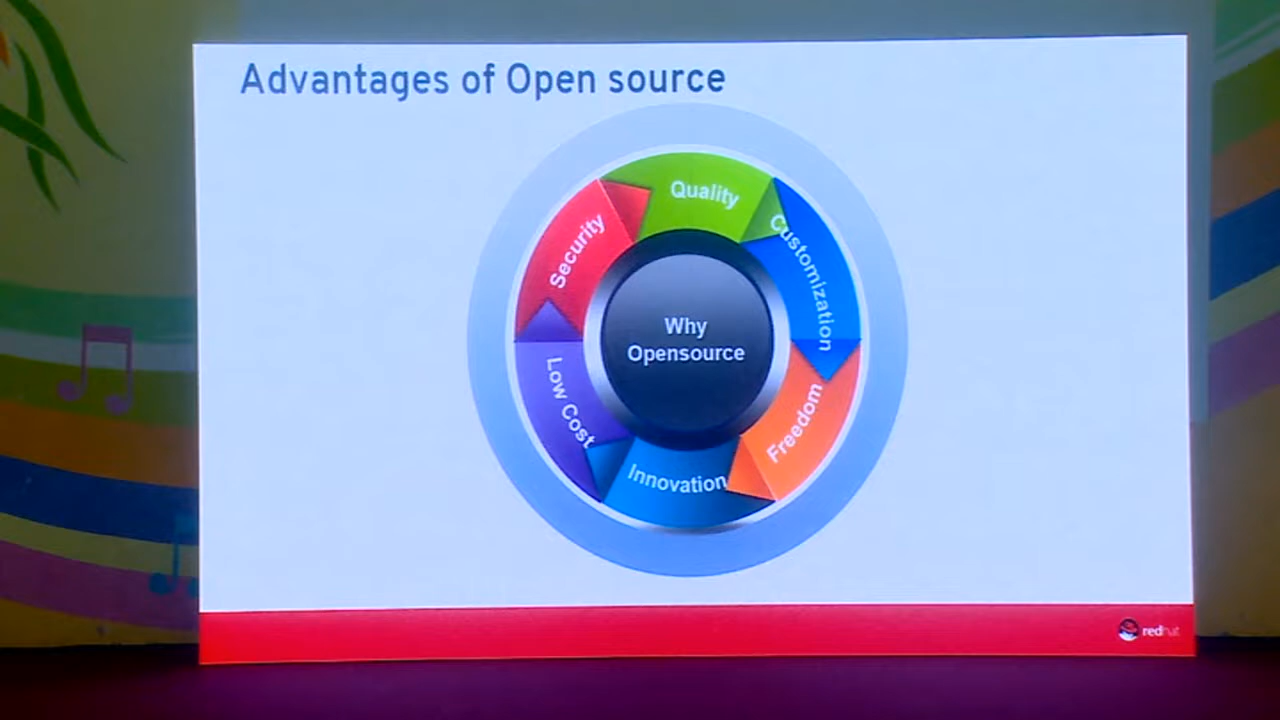 Advantages of Open source
Quality
Customization
Freedom
Innovation
Low Cost
Security
Why
Opensource
redhat